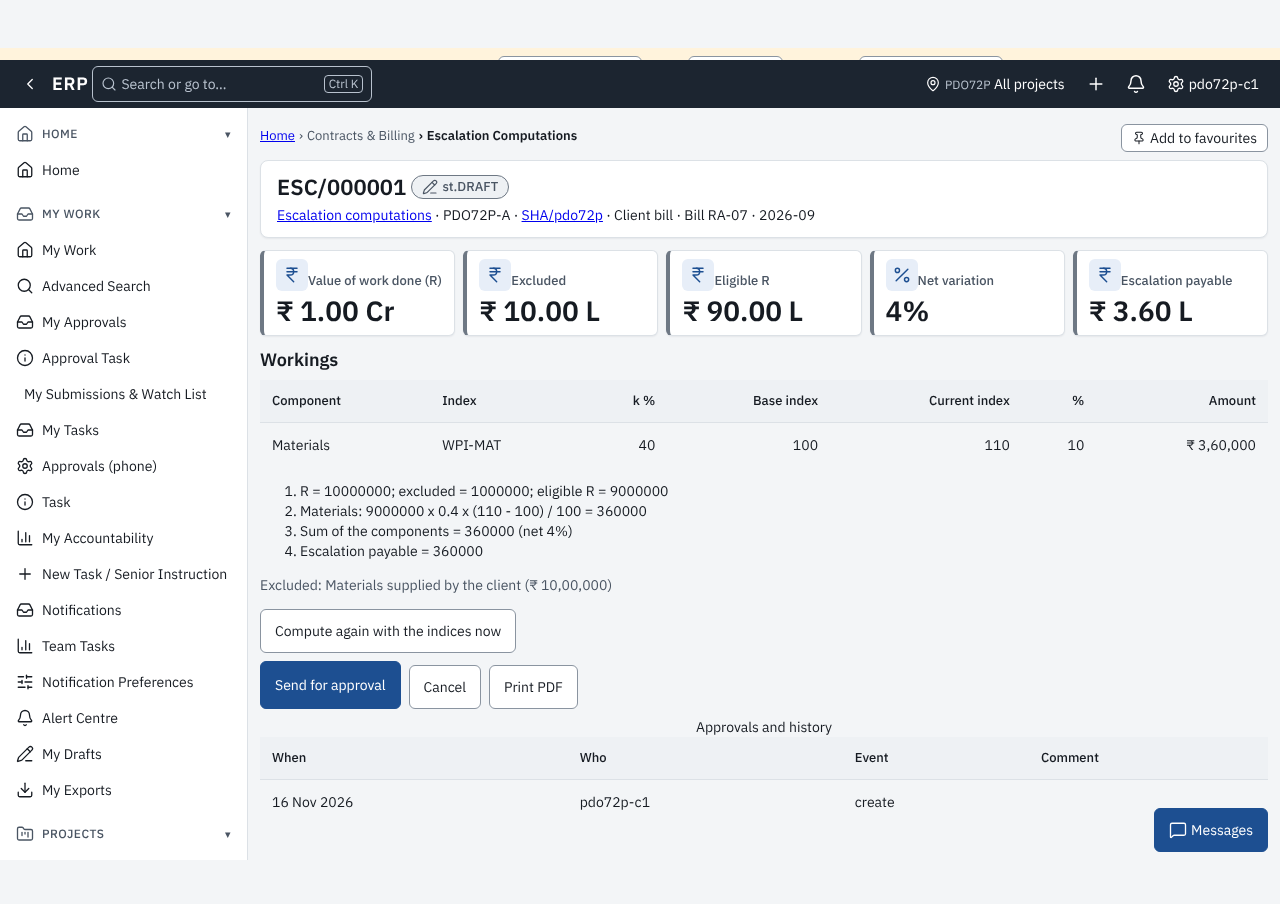 ERP
Search or go to...
Ctrl K
PDO72P All projects
pdo72p-c1
HOME
Home
MY WORK
My Work
Advanced Search
My Approvals
Approval Task
My Submissions & Watch List
My Tasks
Approvals (phone)
Task
My Accountability
New Task / Senior Instruction
Notifications
Team Tasks
Notification Preferences
Alert Centre
My Drafts
My Exports
PROJECTS
Home › Contracts & Billing › Escalation Computations
Add to favourites
ESC/000001 st.DRAFT
Escalation computations · PDO72P-A · SHA/pdo72p · Client bill · Bill RA-07 · 2026-09
Value of work done (R)
₹ 1.00 Cr
Excluded
₹ 10.00 L
Eligible R
₹ 90.00 L
Net variation
4%
Escalation payable
₹ 3.60 L
Workings
Component Index k % Base index Current index % Amount
Materials WPI-MAT 40 100 110 10 ₹ 3,60,000
1. R = 10000000; excluded = 1000000; eligible R = 9000000
2. Materials: 9000000 x 0.4 x (110 - 100) / 100 = 360000
3. Sum of the components = 360000 (net 4%)
4. Escalation payable = 360000
Excluded: Materials supplied by the client (₹ 10,00,000)
Compute again with the indices now
Send for approval
Cancel
Print PDF
Approvals and history
When Who Event Comment
16 Nov 2026 pdo72p-c1 create
Messages